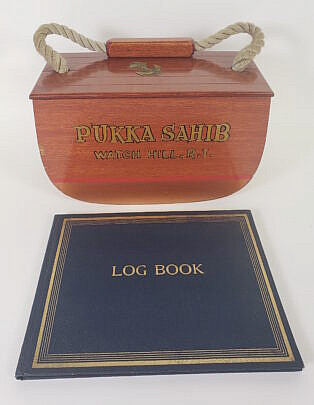 PUKKA SAHIB
WATCH HILL, R.I.
LOG BOOK